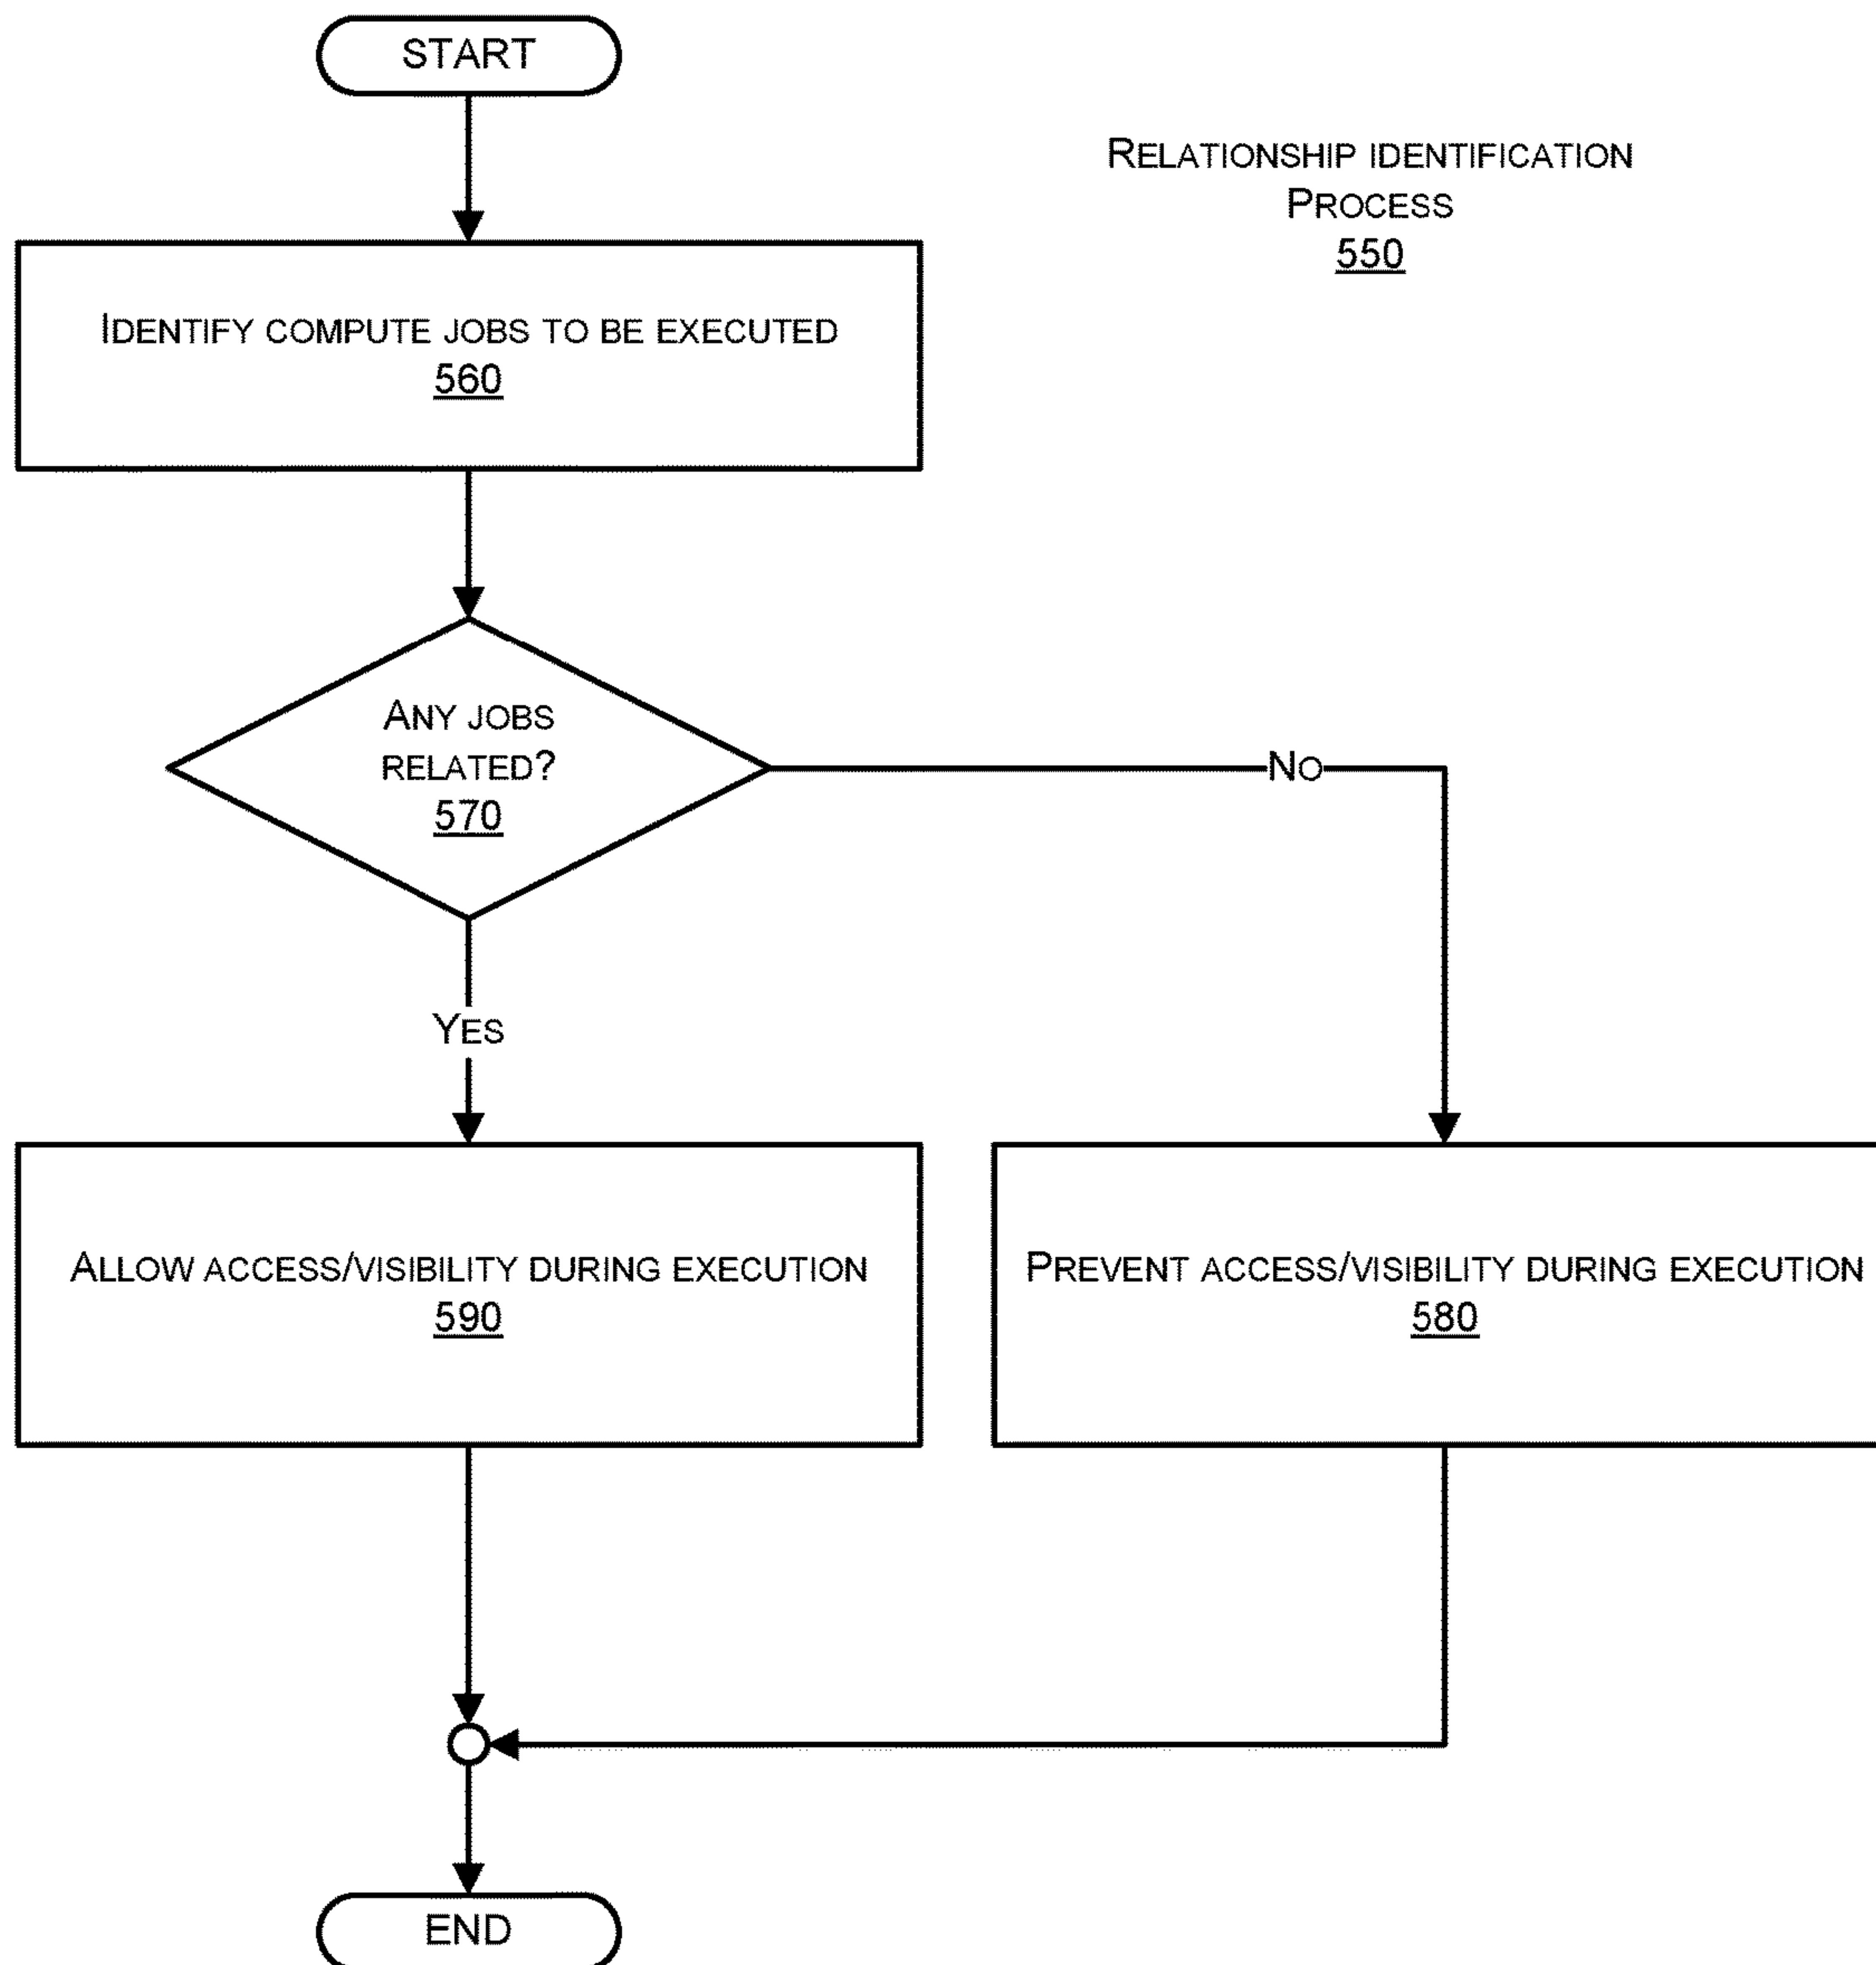 START
RELATIONSHIP IDENTIFICATION
PROCESS
550
IDENTIFY COMPUTE JOBS TO BE EXECUTED
560
ANY JOBS
RELATED?
570
NO
YES
ALLOW ACCESS/VISIBILITY DURING EXECUTION
590
PREVENT ACCESS/VISIBILITY DURING EXECUTION
580
END